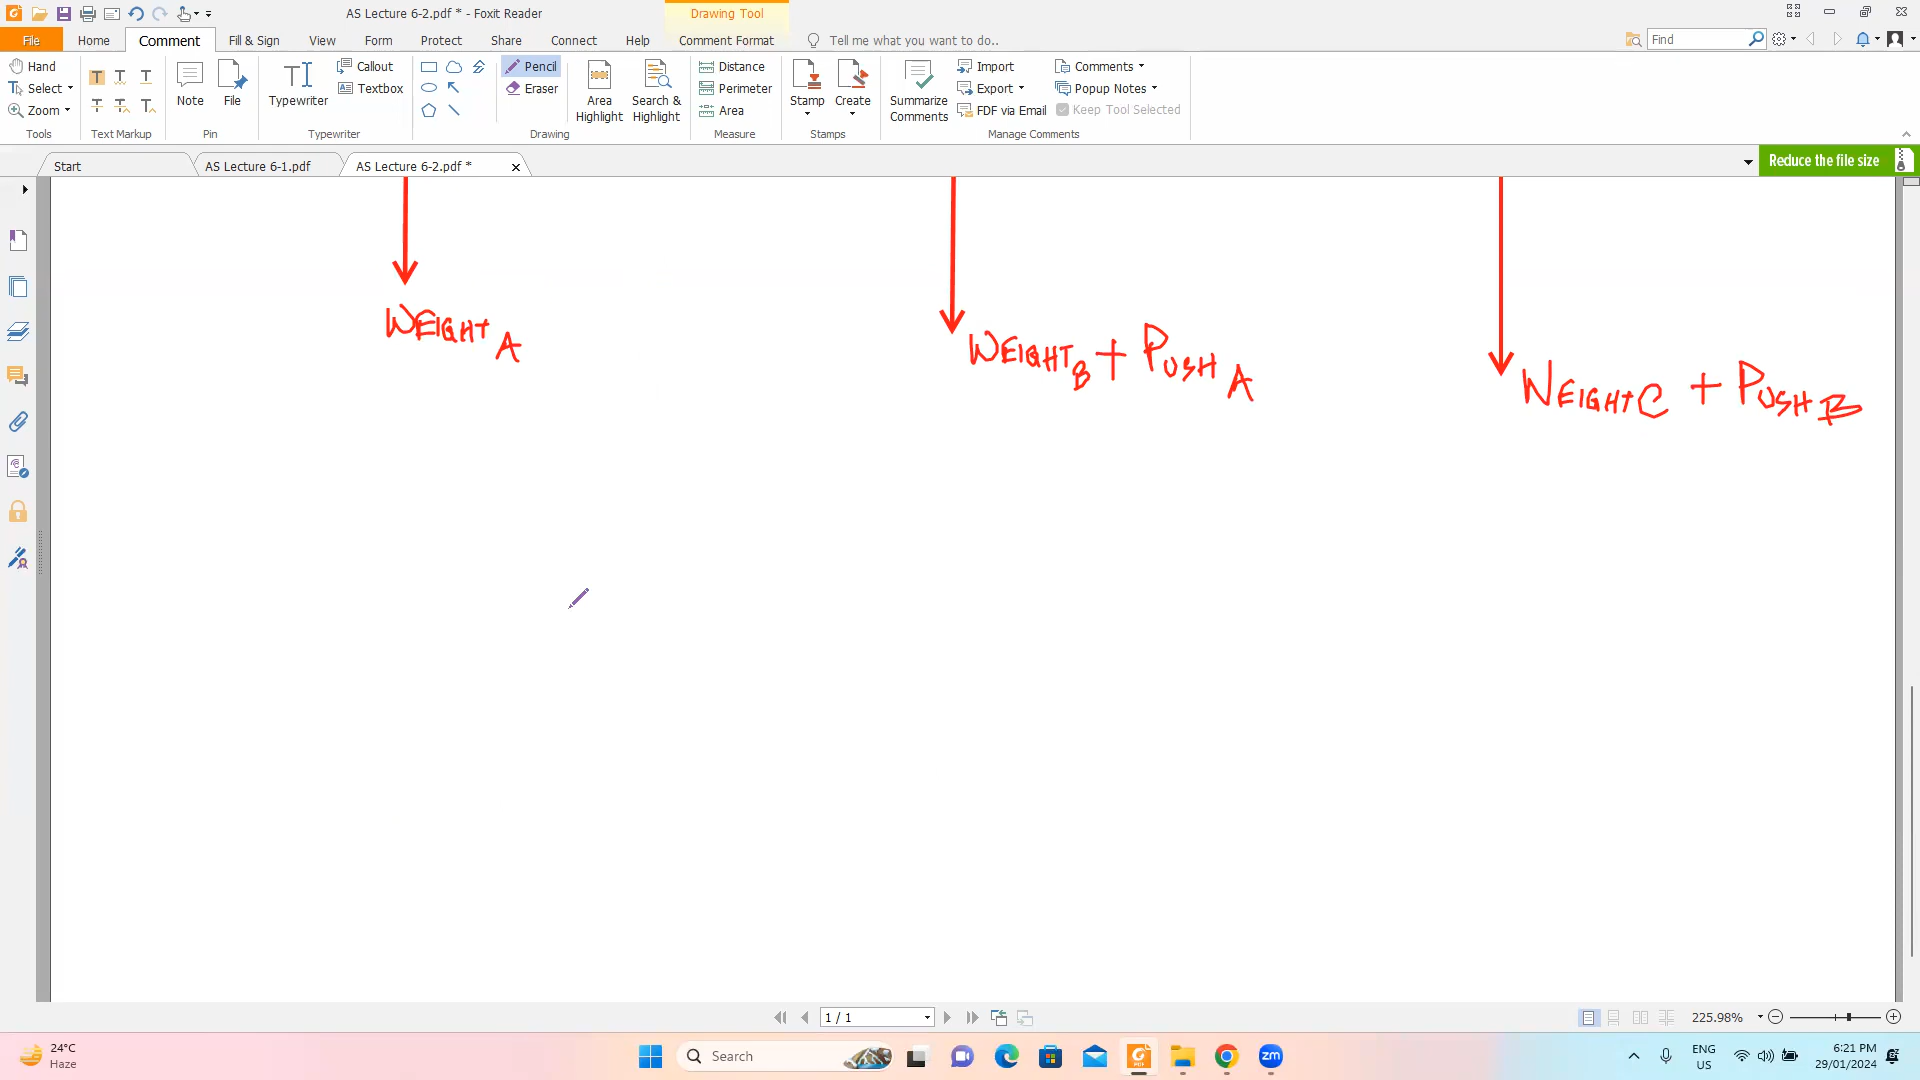 AS Lecture 6-2.pdf * - Foxit Reader
Drawing Tool
File Home Comment Fill & Sign View Form Protect Share Connect Help Comment Format Tell me what you want to do.. Find
Hand
Select
Zoom
Tools
Text Markup
Note
File
Pin
Typewriter
Callout
Textbox
Typewriter
Pencil
Eraser
Drawing
Area Highlight
Search & Highlight
Distance
Perimeter
Area
Measure
Stamp
Create
Stamps
Summarize Comments
Import
Export
FDF via Email
Comments
Popup Notes
Keep Tool Selected
Manage Comments
Start AS Lecture 6-1.pdf AS Lecture 6-2.pdf * Reduce the file size
WEIGHT A
WEIGHT B + PUSH A
WEIGHT C + PUSH B
1 / 1
225.98%
24°C
Haze
Search
zm
ENG
US
6:21 PM
29/01/2024